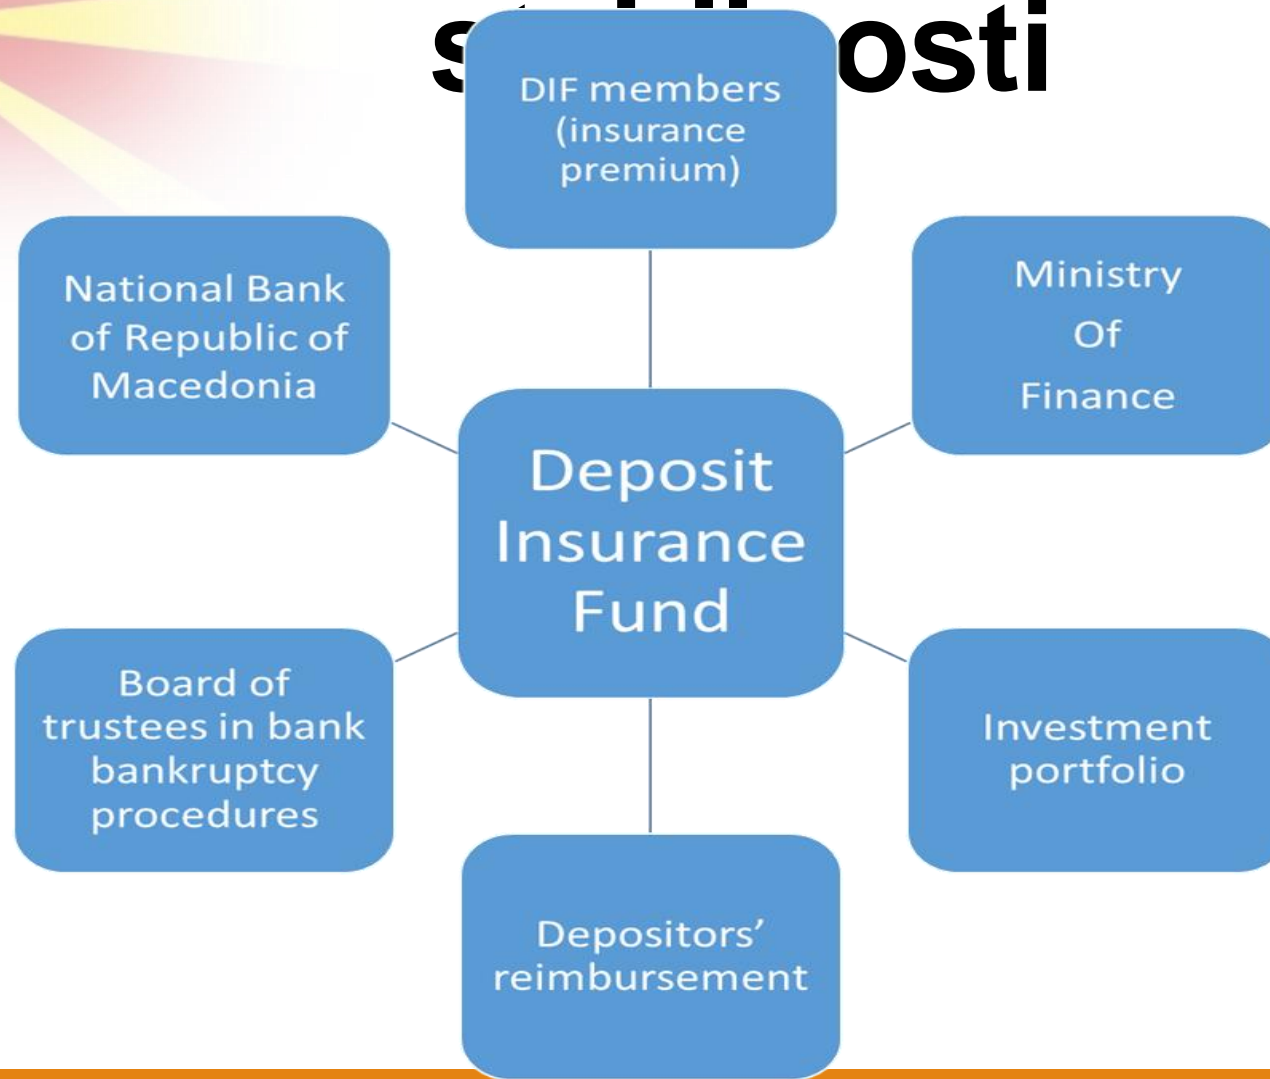 DIF members
(insurance
premium)
National Bank
of Republic of
Macedonia
Ministry
Of
Finance
Deposit
Insurance
Fund
Board of
trustees in bank
bankruptcy
procedures
Investment
portfolio
Depositors’
reimbursement